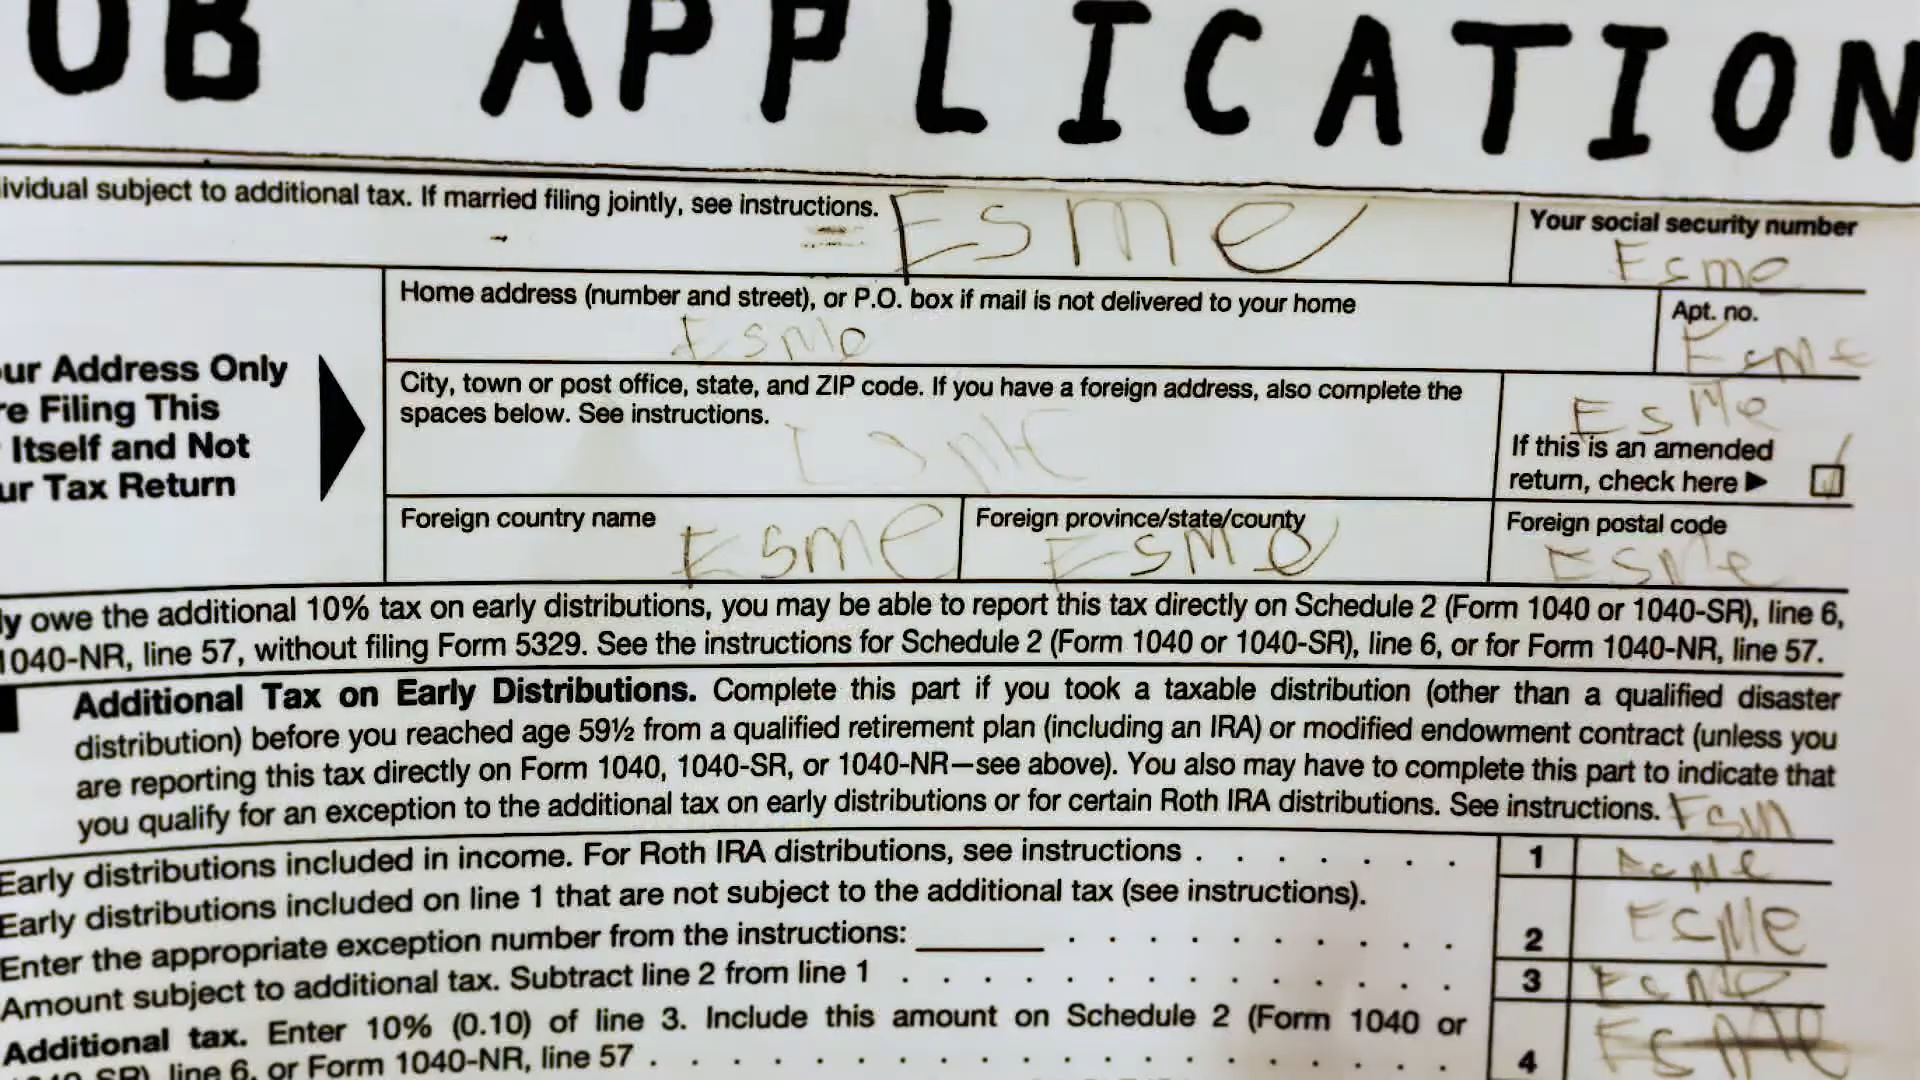 OB APPLICATION
ividual subject to additional tax. If married filing jointly, see instructions. Esme
Your social security number
Esme
Home address (number and street), or P.O. box if mail is not delivered to your home
Esme
Apt. no.
EsME
ur Address Only
re Filing This
Itself and Not
ur Tax Return
City, town or post office, state, and ZIP code. If you have a foreign address, also complete the
spaces below. See instructions.
EsMe
If this is an amended
return, check here ►
Foreign country name
Esme
Foreign province/state/county
EsMe
Foreign postal code
EsMe
ly owe the additional 10% tax on early distributions, you may be able to report this tax directly on Schedule 2 (Form 1040 or 1040-SR), line 6,
1040-NR, line 57, without filing Form 5329. See the instructions for Schedule 2 (Form 1040 or 1040-SR), line 6, or for Form 1040-NR, line 57.
Additional Tax on Early Distributions. Complete this part if you took a taxable distribution (other than a qualified disaster
distribution) before you reached age 59½ from a qualified retirement plan (including an IRA) or modified endowment contract (unless you
are reporting this tax directly on Form 1040, 1040-SR, or 1040-NR—see above). You also may have to complete this part to indicate that
you qualify for an exception to the additional tax on early distributions or for certain Roth IRA distributions. See instructions. Esm
Early distributions included in income. For Roth IRA distributions, see instructions . . . . . . . 1 EsMe
Early distributions included on line 1 that are not subject to the additional tax (see instructions).
Enter the appropriate exception number from the instructions: ______ . . . . . . . . . . 2 EsMe
Amount subject to additional tax. Subtract line 2 from line 1 . . . . . . . . . . . . . . 3 EsMe
Additional tax. Enter 10% (0.10) of line 3. Include this amount on Schedule 2 (Form 1040 or
1040-SR), line 6, or Form 1040-NR, line 57 . . . . . . . . . . . . . . . . . . . . 4 EsMe